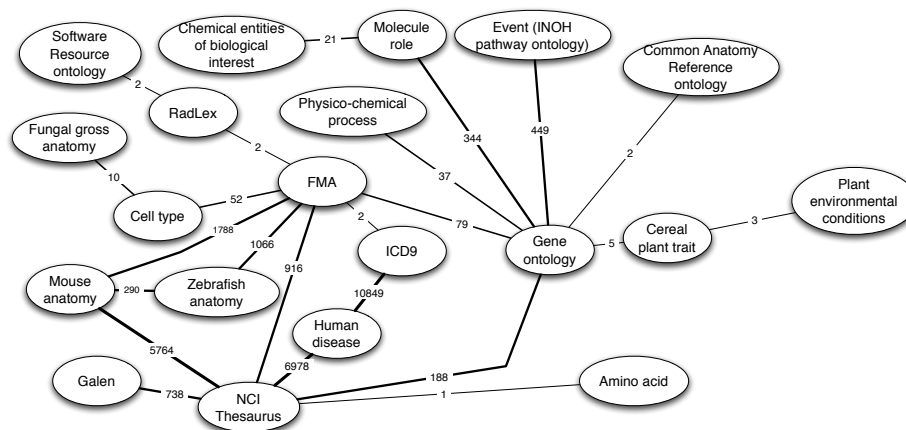 Software
Resource
ontology
Chemical entities
of biological
interest
21
Molecule
role
Event (INOH
pathway ontology)
Common Anatomy
Reference
ontology
2
RadLex
Physico-chemical
process
344
449
2
Fungal gross
anatomy
2
10
37
FMA
Plant
environmental
conditions
52
Cell type
2
79
3
1788
1066
916
ICD9
Gene
ontology
5
Cereal
plant trait
Mouse
anatomy
290
Zebrafish
anatomy
10849
Human
disease
5764
6978
188
Galen
738
NCI
Thesaurus
1
Amino acid